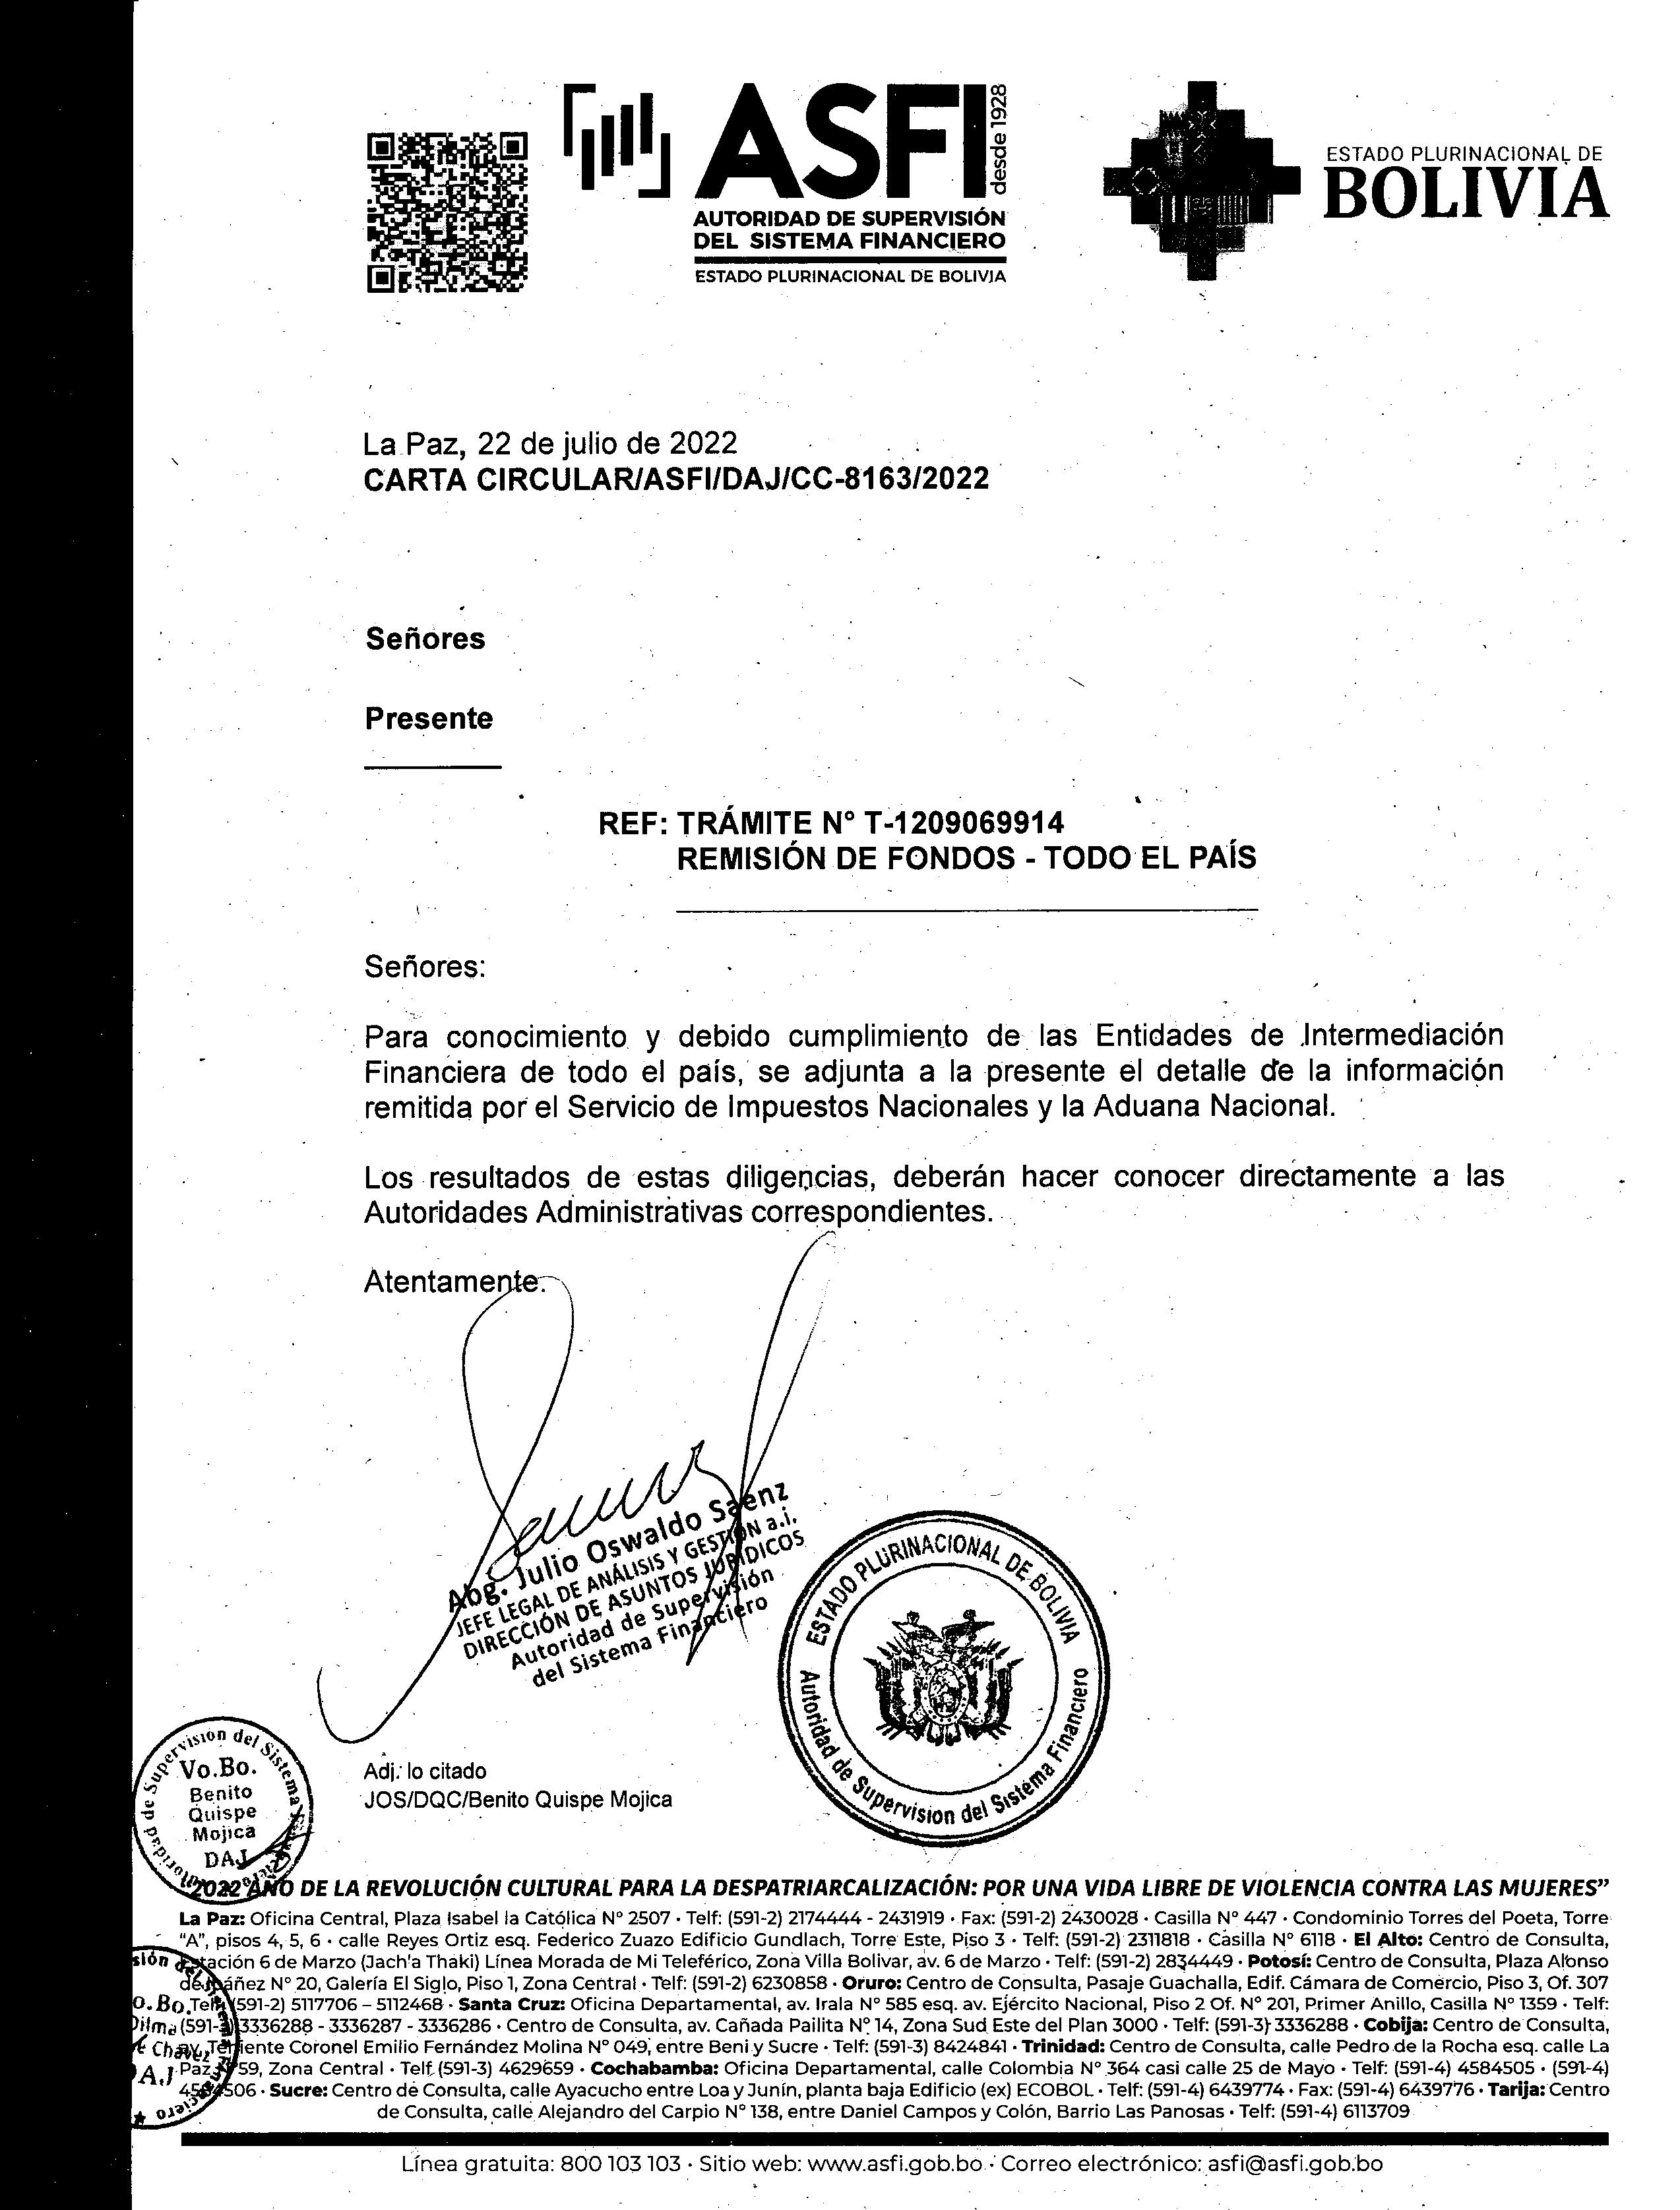 ASFI
desde 1928
AUTORIDAD DE SUPERVISIÓN
DEL SISTEMA FINANCIERO
ESTADO PLURINACIONAL DE BOLIVIA
ESTADO PLURINACIONAL DE
BOLIVIA
La Paz, 22 de julio de 2022
CARTA CIRCULAR/ASFI/DAJ/CC-8163/2022
Señores
Presente
REF: TRÁMITE N° T-1209069914
REMISIÓN DE FONDOS - TODO EL PAÍS
Señores:
Para conocimiento y debido cumplimiento de las Entidades de Intermediación
Financiera de todo el país, se adjunta a la presente el detalle de la información
remitida por el Servicio de Impuestos Nacionales y la Aduana Nacional.
Los resultados de estas diligencias, deberán hacer conocer directamente a las
Autoridades Administrativas correspondientes.
Atentamente.
Abg. Julio Oswaldo Saenz
JEFE LEGAL DE ANÁLISIS Y GESTIÓN a.i.
DIRECCIÓN DE ASUNTOS JURÍDICOS
Autoridad de Supervisión
del Sistema Financiero
ESTADO PLURINACIONAL DE BOLIVIA
Autoridad de Supervision del Sistema Financiero
Vo.Bo.
Benito
Quispe
Mojica
DAJ
Adj.: lo citado
JOS/DQC/Benito Quispe Mojica
"2022 AÑO DE LA REVOLUCIÓN CULTURAL PARA LA DESPATRIARCALIZACIÓN: POR UNA VIDA LIBRE DE VIOLENCIA CONTRA LAS MUJERES"
La Paz: Oficina Central, Plaza Isabel la Católica N° 2507 · Telf: (591-2) 2174444 - 2431919 · Fax: (591-2) 2430028 · Casilla N° 447 · Condominio Torres del Poeta, Torre
"A", pisos 4, 5, 6 · calle Reyes Ortiz esq. Federico Zuazo Edificio Gundlach, Torre Este, Piso 3 · Telf: (591-2) 2311818 · Casilla N° 6118 · El Alto: Centro de Consulta,
Estación 6 de Marzo (Jach'a Thaki) Línea Morada de Mi Teleférico, Zona Villa Bolivar, av. 6 de Marzo · Telf: (591-2) 2834449 · Potosí: Centro de Consulta, Plaza Alonso
de Ibáñez N° 20, Galería El Siglo, Piso 1, Zona Central · Telf: (591-2) 6230858 · Oruro: Centro de Consulta, Pasaje Guachalla, Edif. Cámara de Comercio, Piso 3, Of. 307
Telf: (591-2) 5117706 – 5112468 · Santa Cruz: Oficina Departamental, av. Irala N° 585 esq. av. Ejército Nacional, Piso 2 Of. N° 201, Primer Anillo, Casilla N° 1359 · Telf:
(591-3) 3336288 - 3336287 - 3336286 · Centro de Consulta, av. Cañada Pailita N° 14, Zona Sud Este del Plan 3000 · Telf: (591-3) 3336288 · Cobija: Centro de Consulta,
av. Teniente Coronel Emilio Fernández Molina N° 049, entre Beni y Sucre · Telf: (591-3) 8424841 · Trinidad: Centro de Consulta, calle Pedro de la Rocha esq. calle La
Paz 59, Zona Central · Telf. (591-3) 4629659 · Cochabamba: Oficina Departamental, calle Colombia N° 364 casi calle 25 de Mayo · Telf: (591-4) 4584505 · (591-4)
4584506 · Sucre: Centro de Consulta, calle Ayacucho entre Loa y Junín, planta baja Edificio (ex) ECOBOL · Telf: (591-4) 6439774 · Fax: (591-4) 6439776 · Tarija: Centro
de Consulta, calle Alejandro del Carpio N° 138, entre Daniel Campos y Colón, Barrio Las Panosas · Telf: (591-4) 6113709
Línea gratuita: 800 103 103 · Sitio web: www.asfi.gob.bo · Correo electrónico: asfi@asfi.gob.bo